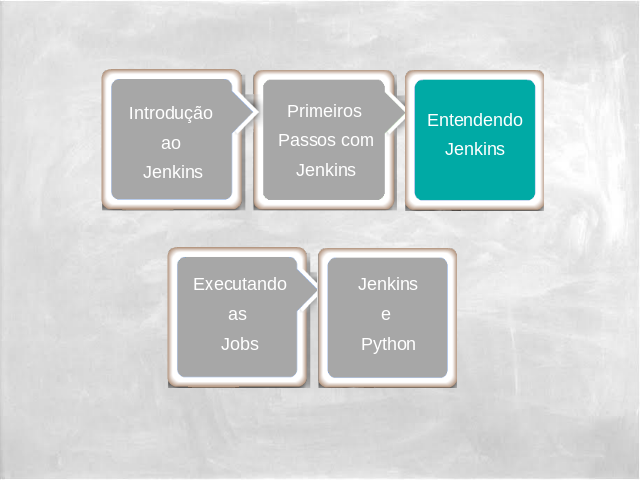 Introdução
ao
Jenkins
Primeiros
Passos com
Jenkins
Entendendo
Jenkins
Executando
as
Jobs
Jenkins
e
Python